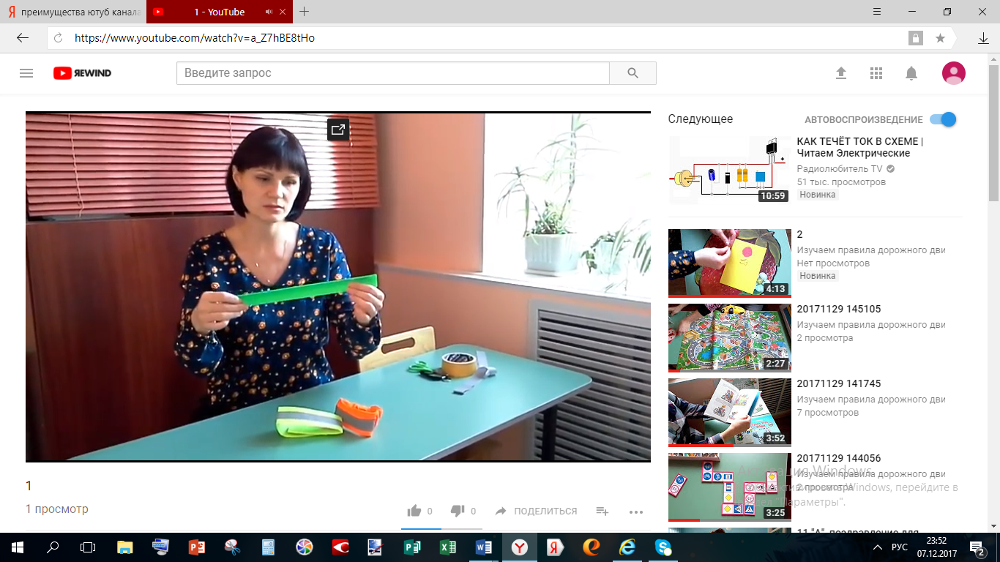 преимущества ютуб канала
1 - YouTube
https://www.youtube.com/watch?v=a_Z7hBE8tHo
ЯEWIND
Введите запрос
1
1 просмотр
0
0
ПОДЕЛИТЬСЯ
Следующее
АВТОВОСПРОИЗВЕДЕНИЕ
КАК ТЕЧЁТ ТОК В СХЕМЕ |
Читаем Электрические
Радиолюбитель TV
51 тыс. просмотров
Новинка
10:59
2
Изучаем правила дорожного дви
Нет просмотров
Новинка
4:13
20171129 145105
Изучаем правила дорожного дви
2 просмотра
2:27
20171129 141745
Изучаем правила дорожного дви
7 просмотров
3:52
20171129 144056
Изучаем правила дорожного дви
2 просмотра
3:25
Активация Windows
Windows, перейдите в
"Параметры".
11 "А" поздравление для
РУС
23:52
07.12.2017
2